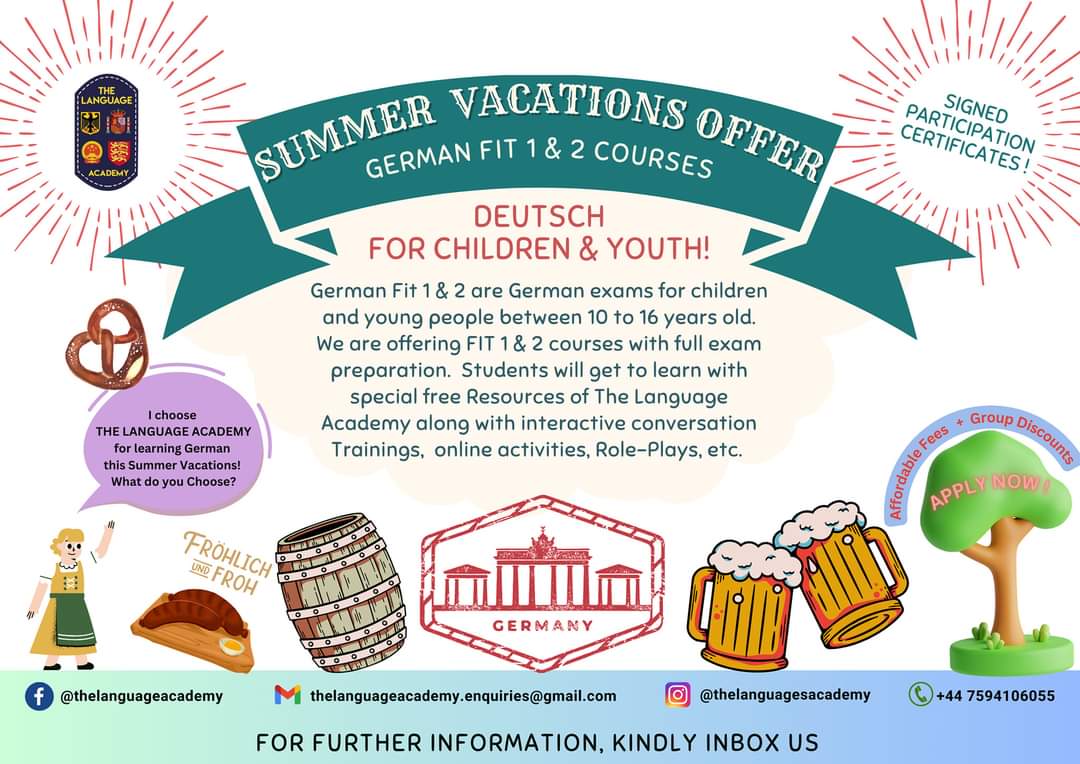 THE
LANGUAGE
ACADEMY
SUMMER VACATIONS OFFER
GERMAN FIT 1 & 2 COURSES
SIGNED
PARTICIPATION
CERTIFICATES !
DEUTSCH
FOR CHILDREN & YOUTH!
German Fit 1 & 2 are German exams for children
and young people between 10 to 16 years old.
We are offering FIT 1 & 2 courses with full exam
preparation. Students will get to learn with
special free Resources of The Language
Academy along with interactive conversation
Trainings, online activities, Role-Plays, etc.
I choose
THE LANGUAGE ACADEMY
for learning German
this Summer Vacations!
What do you Choose?
FRÖHLICH
UND
FROH
GERMANY
Affordable Fees + Group Discounts
APPLY NOW !
@thelanguageacademy
thelanguageacademy.enquiries@gmail.com
@thelanguagesacademy
+44 7594106055
FOR FURTHER INFORMATION, KINDLY INBOX US